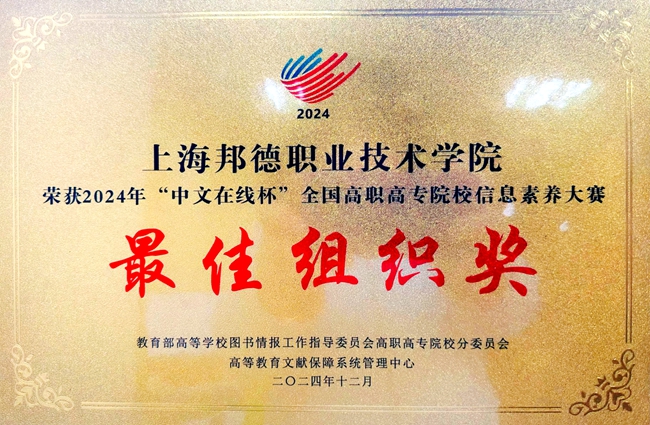 2024
上海邦德职业技术学院
荣获2024年“中文在线杯”全国高职高专院校信息素养大赛
最佳组织奖
教育部高等学校图书情报工作指导委员会高职高专院校分委员会
高等教育文献保障系统管理中心
二〇二四年十二月